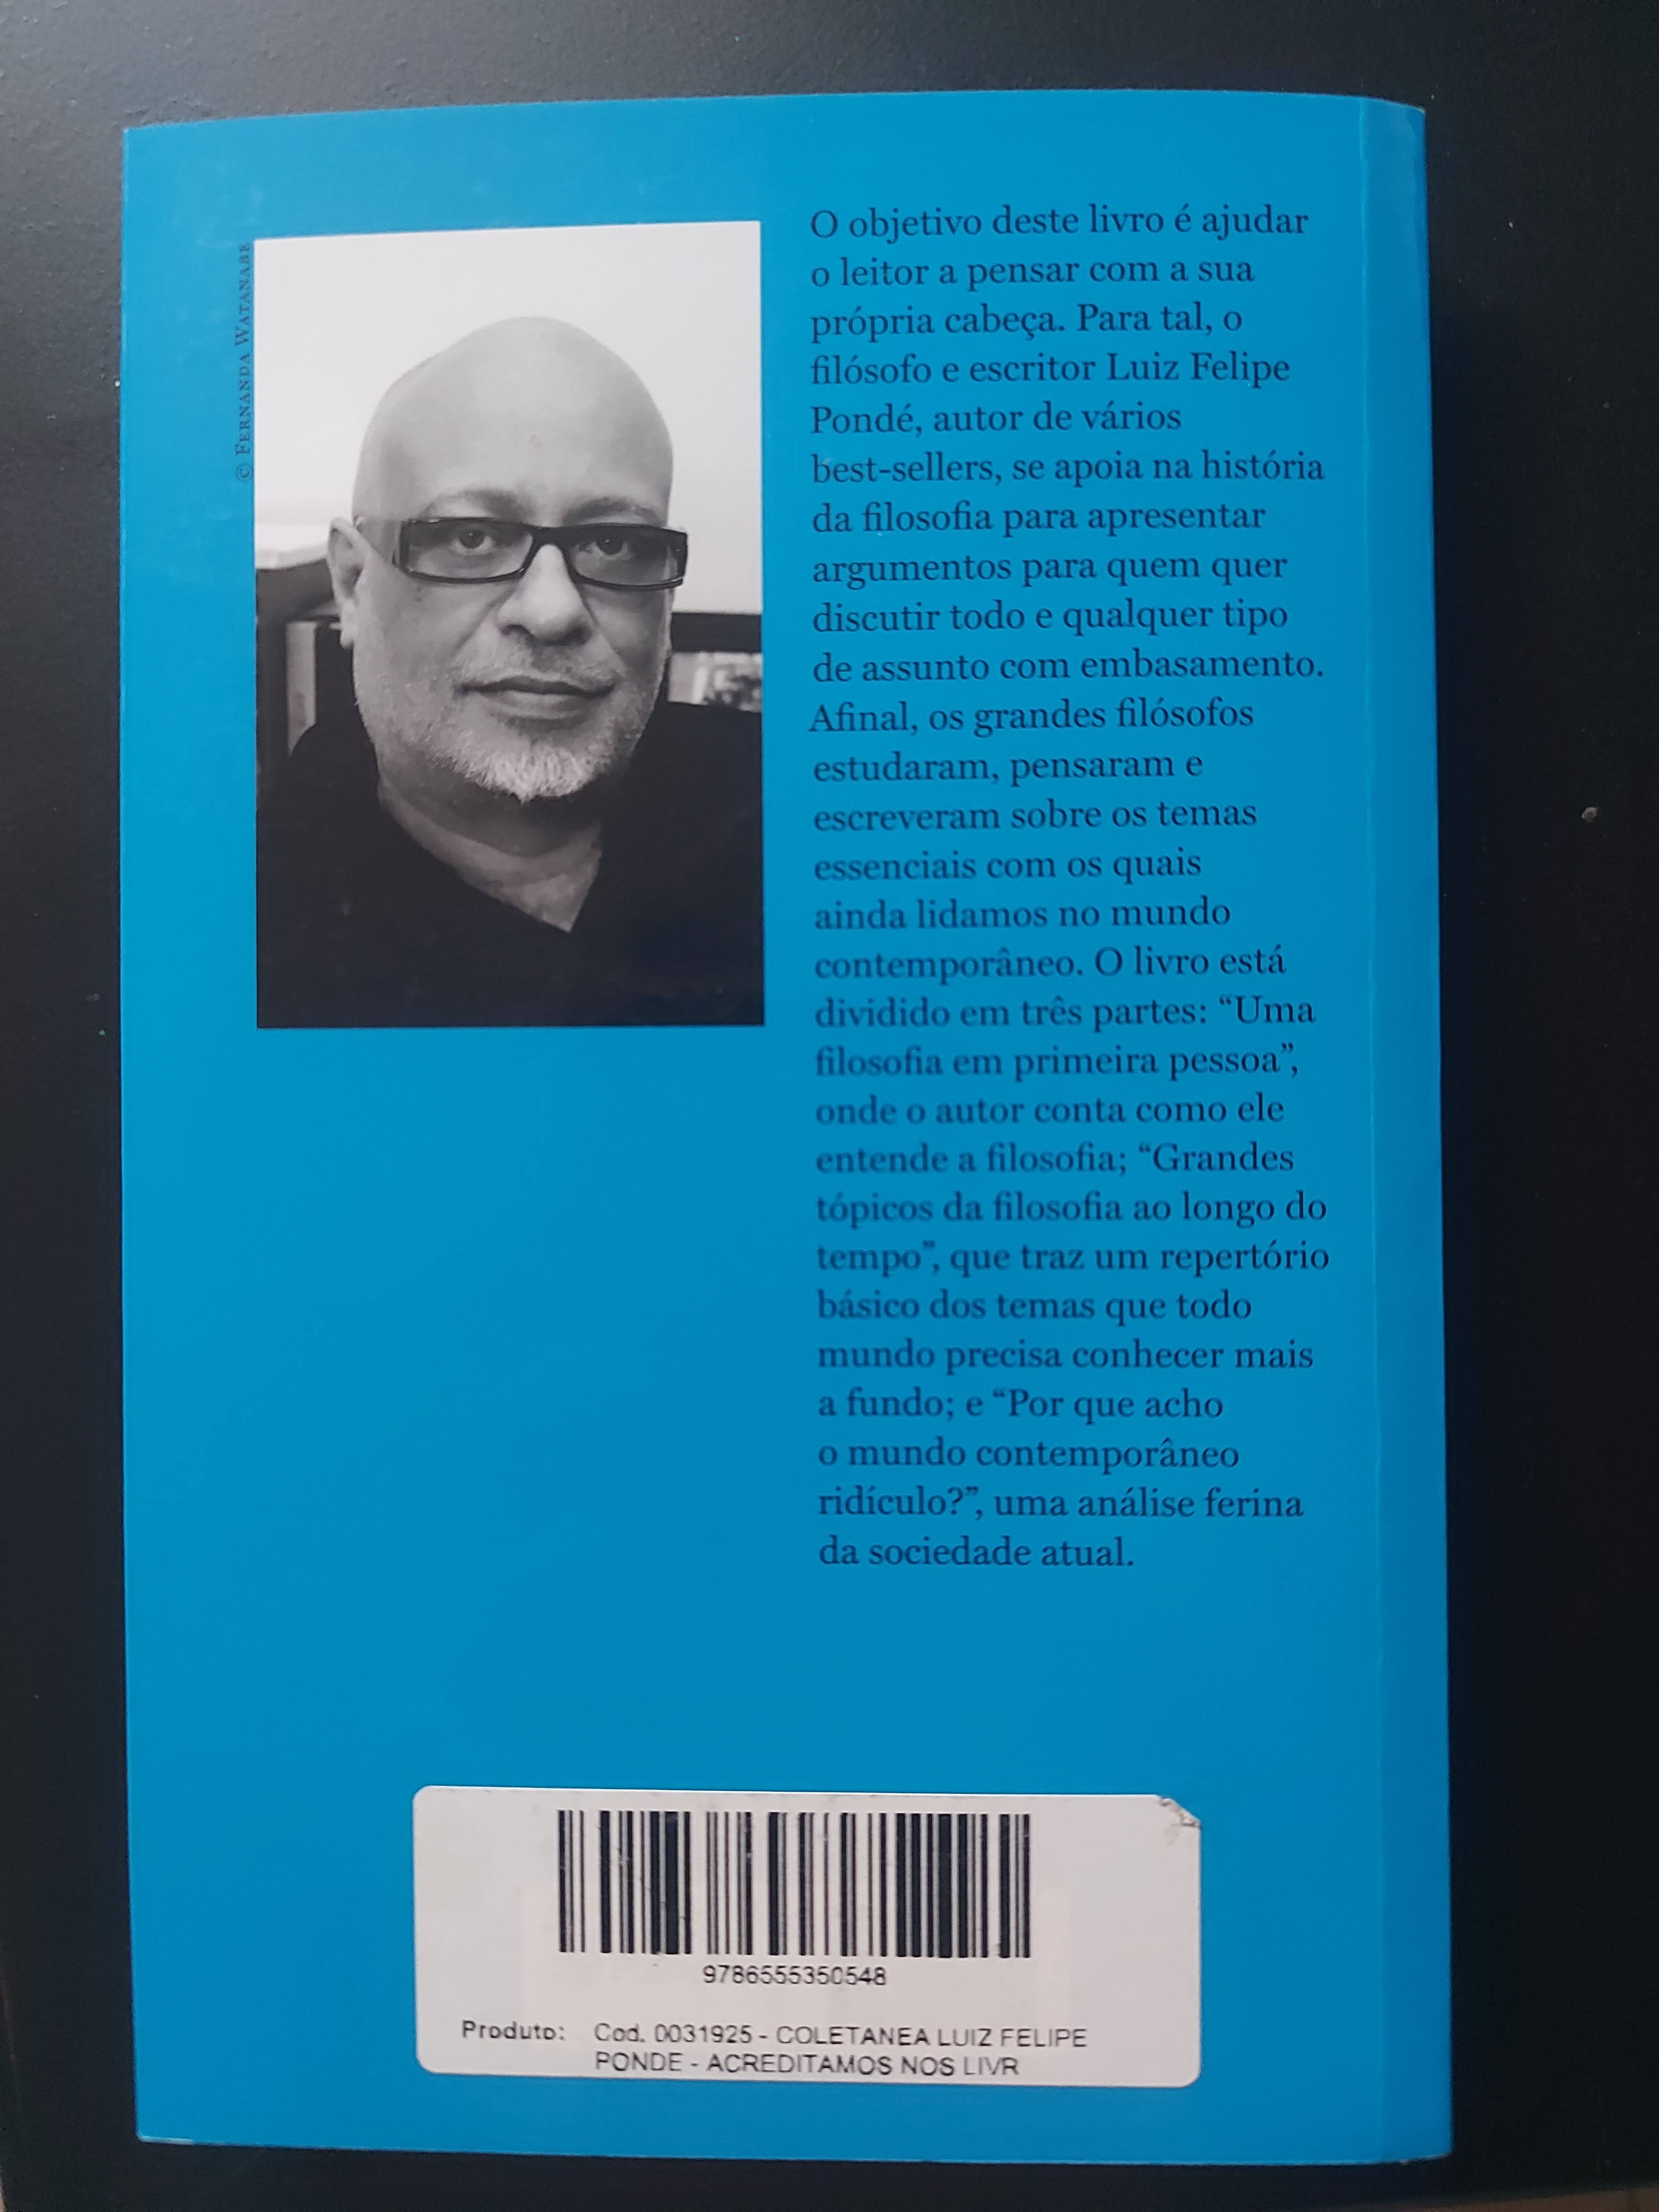 © FERNANDA WATANABE
O objetivo deste livro é ajudar
o leitor a pensar com a sua
própria cabeça. Para tal, o
filósofo e escritor Luiz Felipe
Pondé, autor de vários
best-sellers, se apoia na história
da filosofia para apresentar
argumentos para quem quer
discutir todo e qualquer tipo
de assunto com embasamento.
Afinal, os grandes filósofos
estudaram, pensaram e
escreveram sobre os temas
essenciais com os quais
ainda lidamos no mundo
contemporâneo. O livro está
dividido em três partes: “Uma
filosofia em primeira pessoa”,
onde o autor conta como ele
entende a filosofia; “Grandes
tópicos da filosofia ao longo do
tempo”, que traz um repertório
básico dos temas que todo
mundo precisa conhecer mais
a fundo; e “Por que acho
o mundo contemporâneo
ridículo?”, uma análise ferina
da sociedade atual.
9786555350548
Produto: Cod. 0031925 - COLETANEA LUIZ FELIPE
PONDE - ACREDITAMOS NOS LIVR